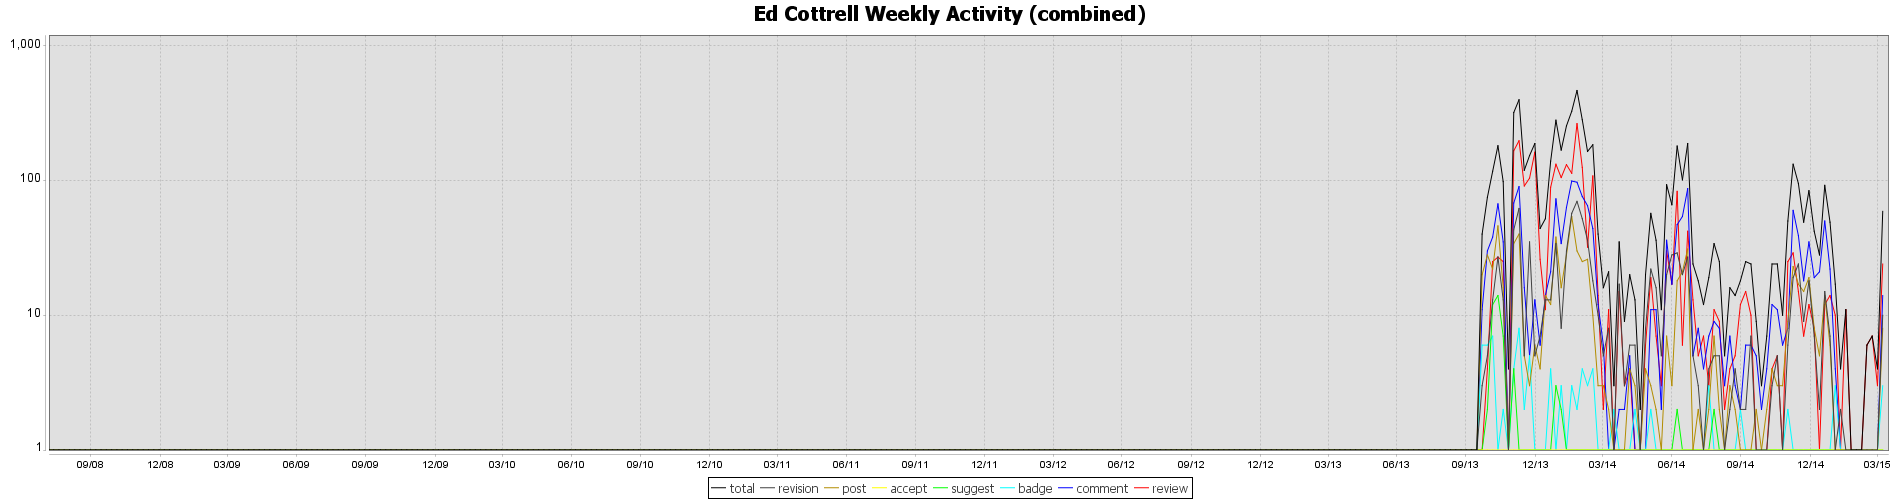 Ed Cottrell Weekly Activity (combined)
1,000
100
10
1
09/08 12/08 03/09 06/09 09/09 12/09 03/10 06/10 09/10 12/10 03/11 06/11 09/11 12/11 03/12 06/12 09/12 12/12 03/13 06/13 09/13 12/13 03/14 06/14 09/14 12/14 03/15
total revision post accept suggest badge comment review